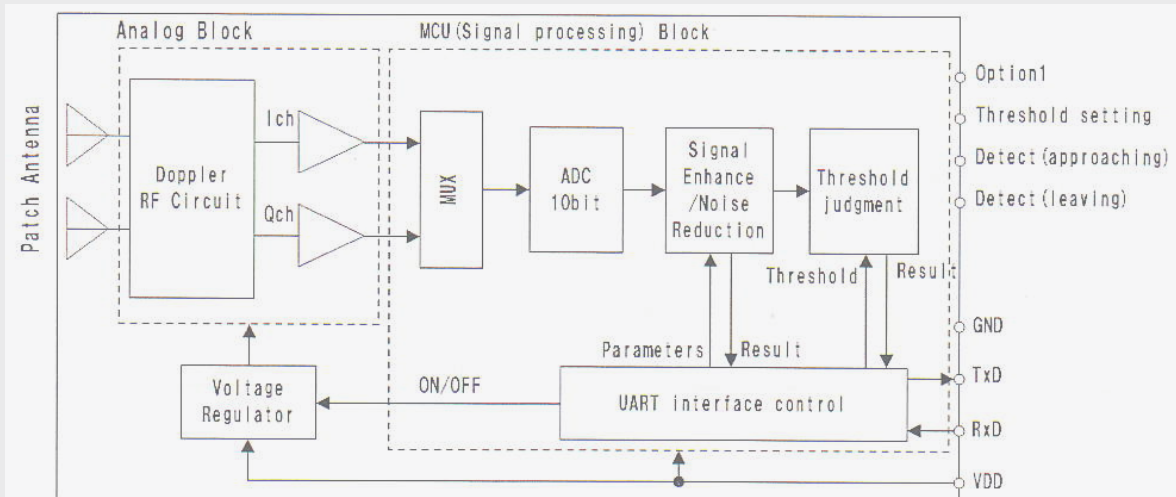 Analog Block
MCU(Signal processing) Block
Patch Antenna
Doppler
RF Circuit
Ich
Qch
MUX
ADC
10bit
Signal
Enhance
/Noise
Reduction
Threshold
judgment
Option1
Threshold setting
Detect(approaching)
Detect(leaving)
Threshold
Result
Parameters
Result
GND
TxD
RxD
VDD
Voltage
Regulator
ON/OFF
UART interface control